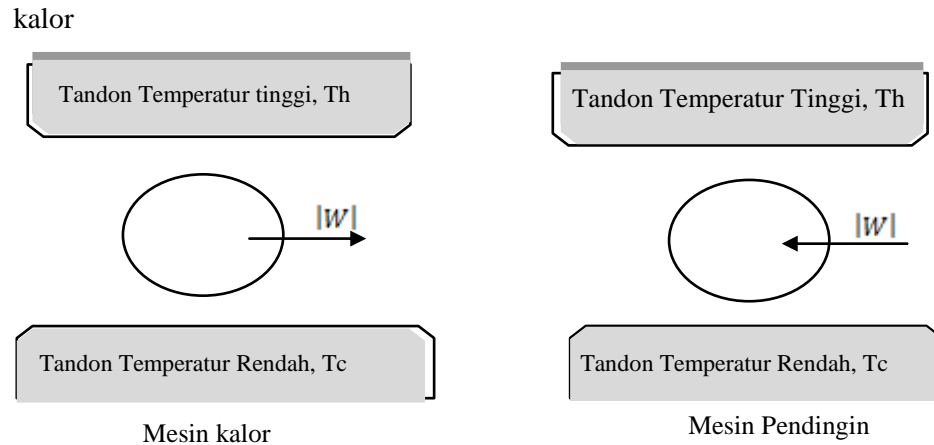 kalor
Tandon Temperatur tinggi, Th
|W|
Tandon Temperatur Rendah, Tc
Mesin kalor
Tandon Temperatur Tinggi, Th
|W|
Tandon Temperatur Rendah, Tc
Mesin Pendingin